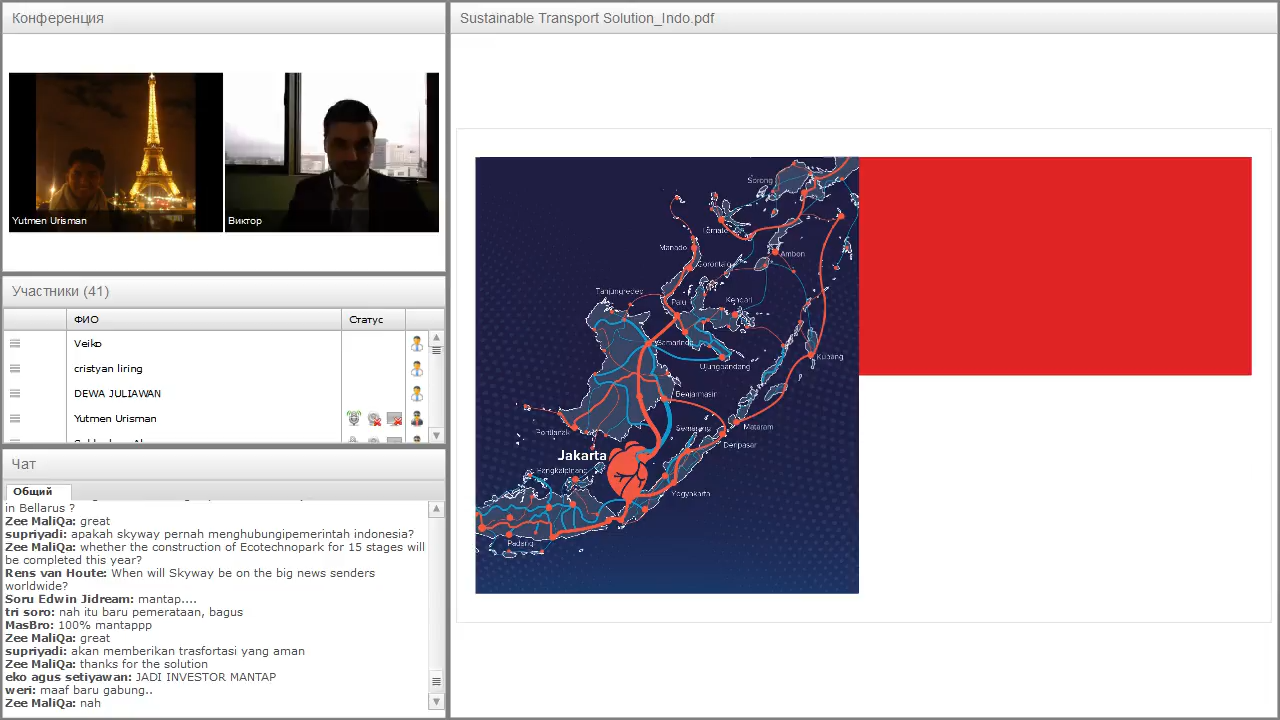 Конференция
Yutmen Urisman
Виктор
Участники (41)
ФИО
Статус
Veiko
cristyan liring
DEWA JULIAWAN
Yutmen Urisman
Чат
Общий
in Bellarus ?
Zee MaliQa: great
supriyadi: apakah skyway pernah menghubungipemerintah indonesia?
Zee MaliQa: whether the construction of Ecotechnopark for 15 stages will
be completed this year?
Rens van Houte: When will Skyway be on the big news senders
worldwide?
Soru Edwin Jidream: mantap....
tri soro: nah itu baru pemerataan, bagus
MasBro: 100% mantappp
Zee MaliQa: great
supriyadi: akan memberikan trasfortasi yang aman
Zee MaliQa: thanks for the solution
eko agus setiyawan: JADI INVESTOR MANTAP
weri: maaf baru gabung..
Zee MaliQa: nah
Sustainable Transport Solution_Indo.pdf
Sorong
Manado
Ambon
Gorontalo
Tanjungredeb
Palu
Kendari
Samarinda
Kubang
Ujungpandang
Banjarmasin
Pontianak
Semarang
Mataram
Denpasar
Jakarta
Pangkalpinang
Yogyakarta
Padang